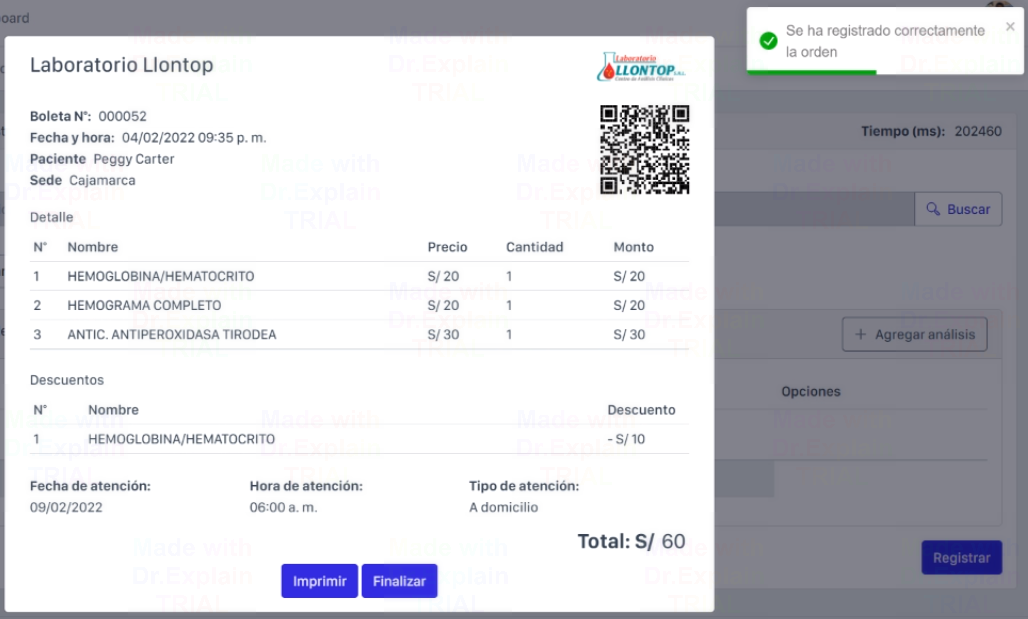 oard
Se ha registrado correctamente
la orden
Laboratorio Llontop
Laboratorio
LLONTOP S.R.L.
Centro de Análisis Clínicos
Boleta N°: 000052
Fecha y hora: 04/02/2022 09:35 p. m.
Tiempo (ms): 202460
Paciente Peggy Carter
Sede Cajamarca
Buscar
Detalle
N° Nombre Precio Cantidad Monto
1 HEMOGLOBINA/HEMATOCRITO S/ 20 1 S/ 20
2 HEMOGRAMA COMPLETO S/ 20 1 S/ 20
3 ANTIC. ANTIPEROXIDASA TIRODEA S/ 30 1 S/ 30
+ Agregar análisis
Descuentos
Opciones
N° Nombre Descuento
1 HEMOGLOBINA/HEMATOCRITO - S/ 10
Fecha de atención: Hora de atención: Tipo de atención:
09/02/2022 06:00 a. m. A domicilio
Total: S/ 60
Registrar
Imprimir Finalizar
Made with
Dr.Explain
TRIAL